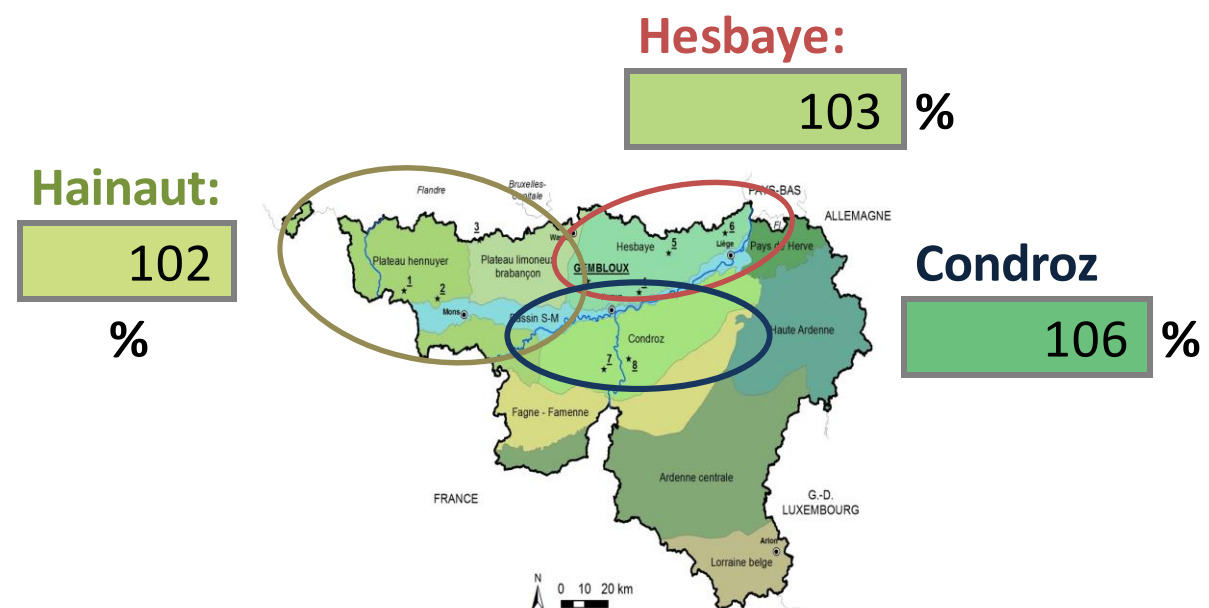 Hesbaye:
103 %
Hainaut:
102
%
Condroz
106 %
Flandre
Bruxelles-
PAYS-BAS
ALLEMAGNE
3
6
5
Hesbaye
Liège
Pays de Herve
Plateau hennuyer
Plateau limoneux
brabançon
GEMBLOUX
1
2
Mons
Bassin S-M
Condroz
Haute Ardenne
7
8
Fagne - Famenne
Ardenne centrale
FRANCE
G.-D.
LUXEMBOURG
Arlon
Lorraine belge
N
0 10 20 km